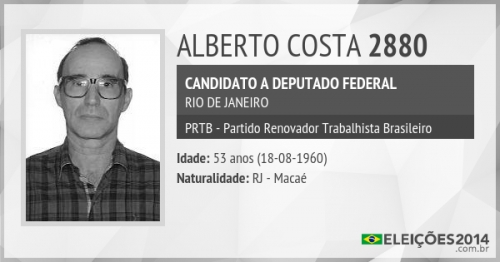 ALBERTO COSTA 2880
CANDIDATO A DEPUTADO FEDERAL
RIO DE JANEIRO
PRTB - Partido Renovador Trabalhista Brasileiro
Idade: 53 anos (18-08-1960)
Naturalidade: RJ - Macaé
ELEIÇÕES2014
.com.br